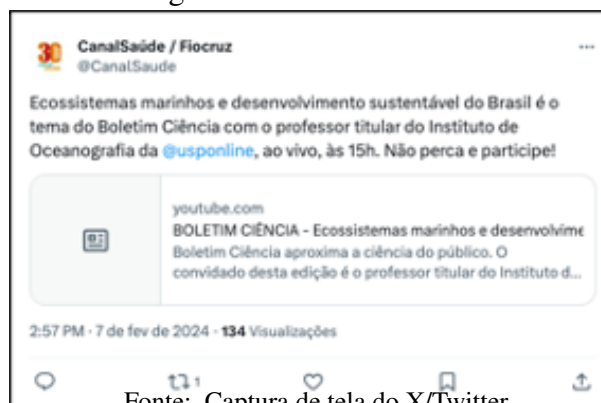 30
CanalSaúde / Fiocruz
@CanalSaude
Ecossistemas marinhos e desenvolvimento sustentável do Brasil é o
tema do Boletim Ciência com o professor titular do Instituto de
Oceanografia da @usponline, ao vivo, às 15h. Não perca e participe!
youtube.com
BOLETIM CIÊNCIA - Ecossistemas marinhos e desenvolvime
Boletim Ciência aproxima a ciência do público. O
convidado desta edição é o professor titular do Instituto d...
2:57 PM · 7 de fev de 2024 · 134 Visualizações
1
Fonte: Captura de tela do X/Twitter